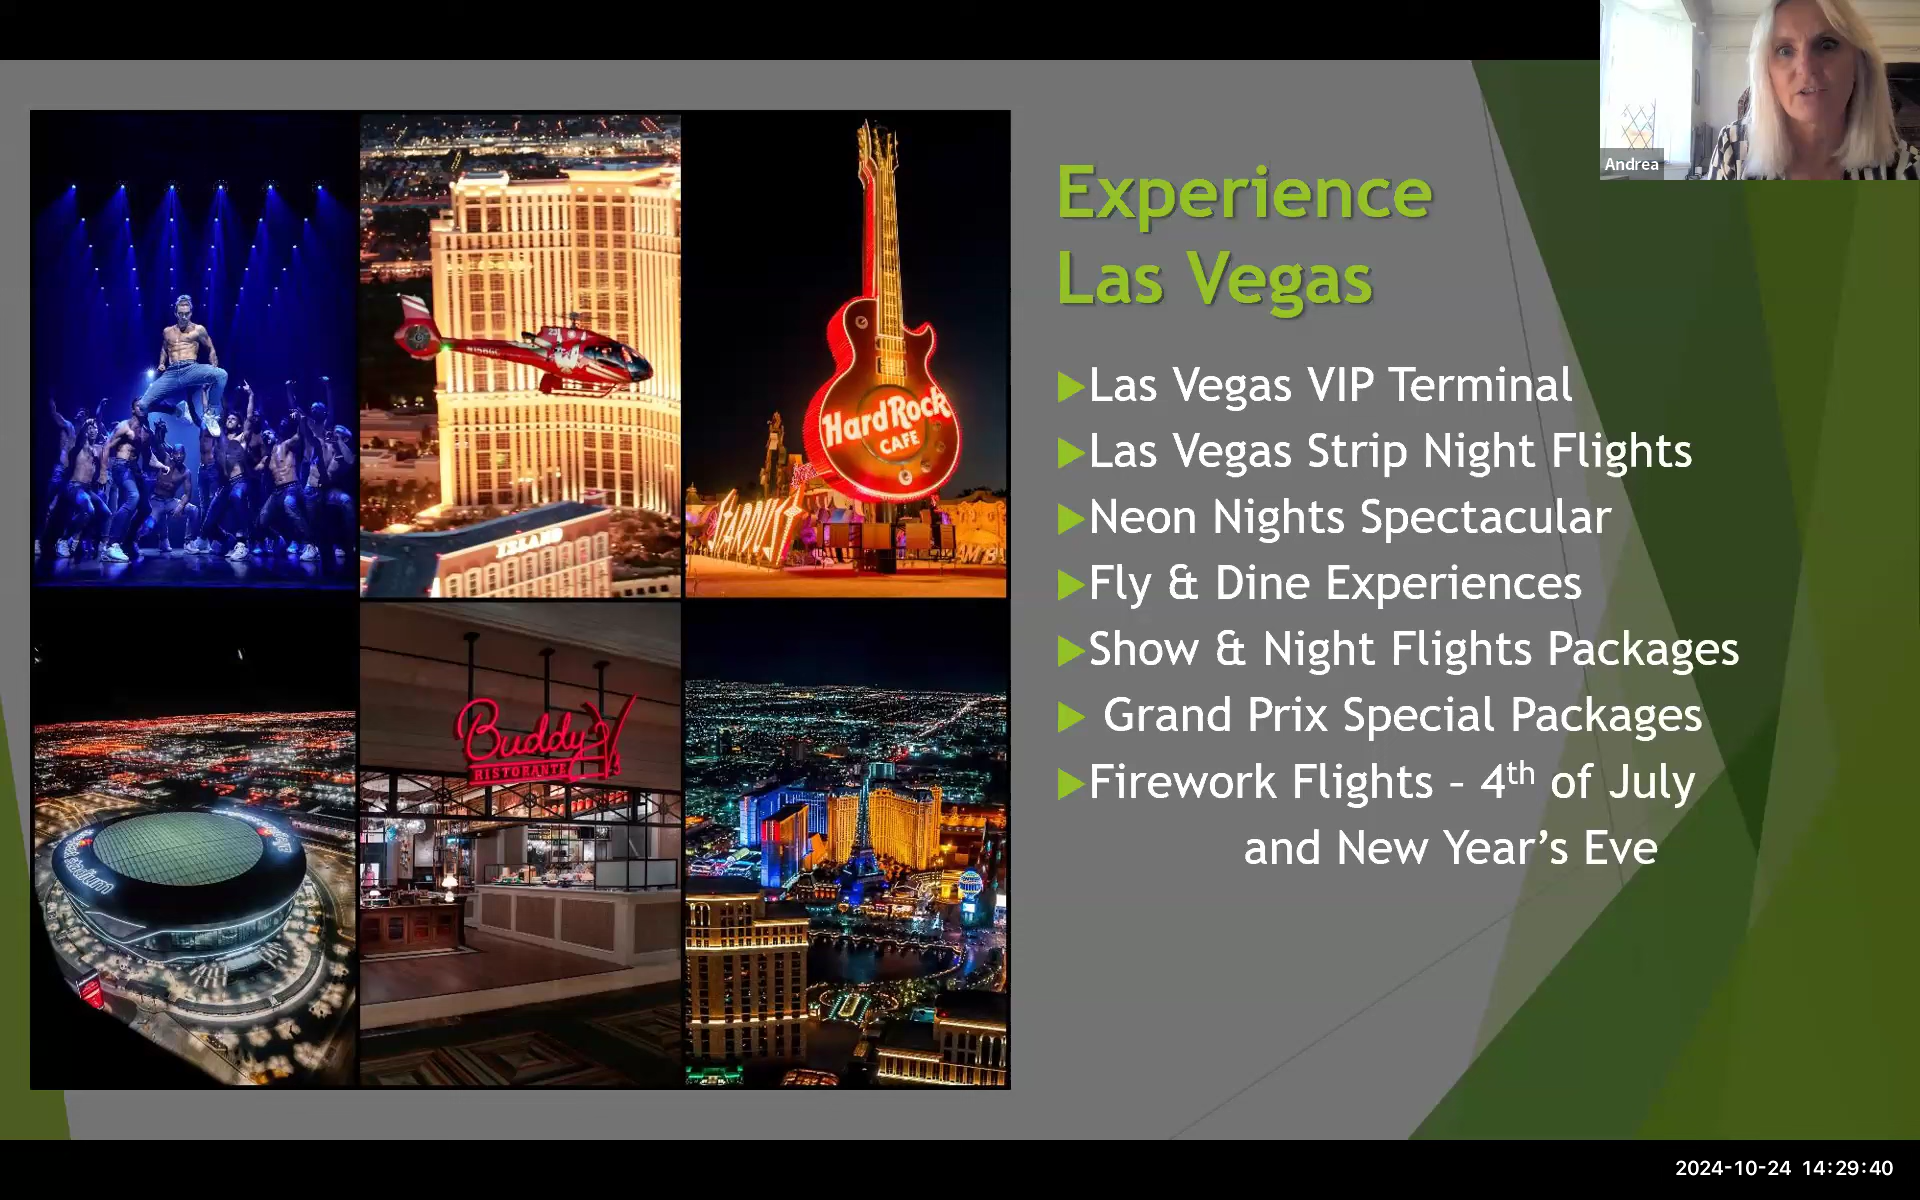 Andrea
Experience
Las Vegas
Las Vegas VIP Terminal
Las Vegas Strip Night Flights
Neon Nights Spectacular
Fly & Dine Experiences
Show & Night Flights Packages
Grand Prix Special Packages
Firework Flights – 4th of July
and New Year's Eve
N156GC
Hard Rock
CAFE
STARDUST
Buddy V
RISTORANTE
2024-10-24 14:29:40